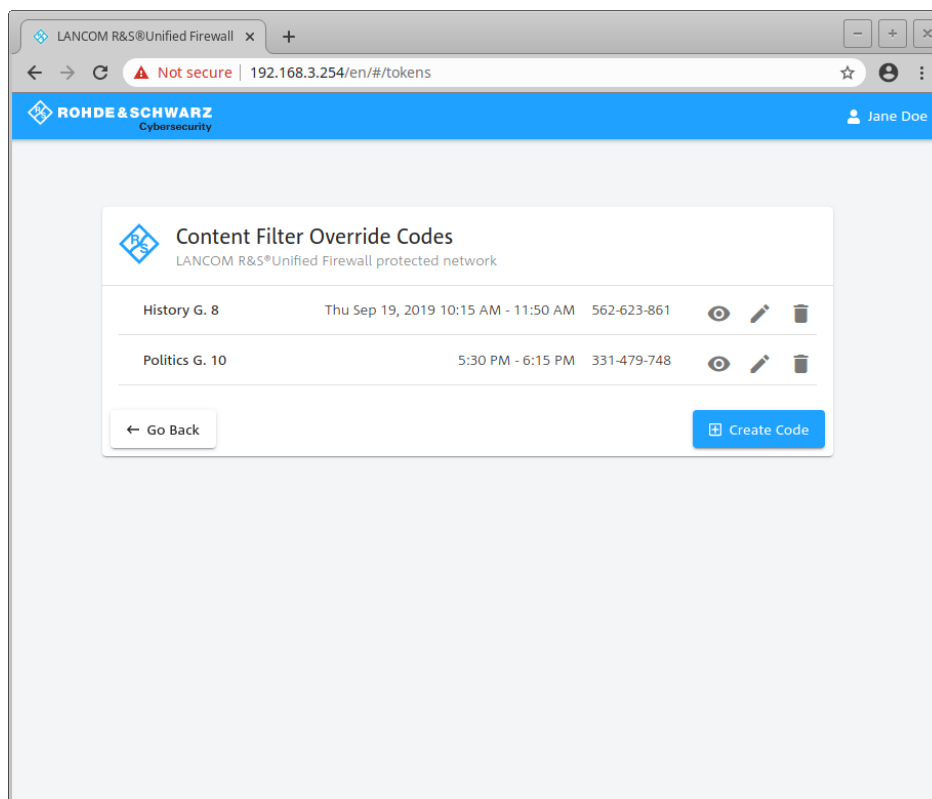 LANCOM R&S®Unified Firewall
Not secure | 192.168.3.254/en/#/tokens
ROHDE&SCHWARZ
Cybersecurity
Jane Doe
R&S
Content Filter Override Codes
LANCOM R&S®Unified Firewall protected network
History G. 8 Thu Sep 19, 2019 10:15 AM - 11:50 AM 562-623-861
Politics G. 10 5:30 PM - 6:15 PM 331-479-748
Go Back
Create Code